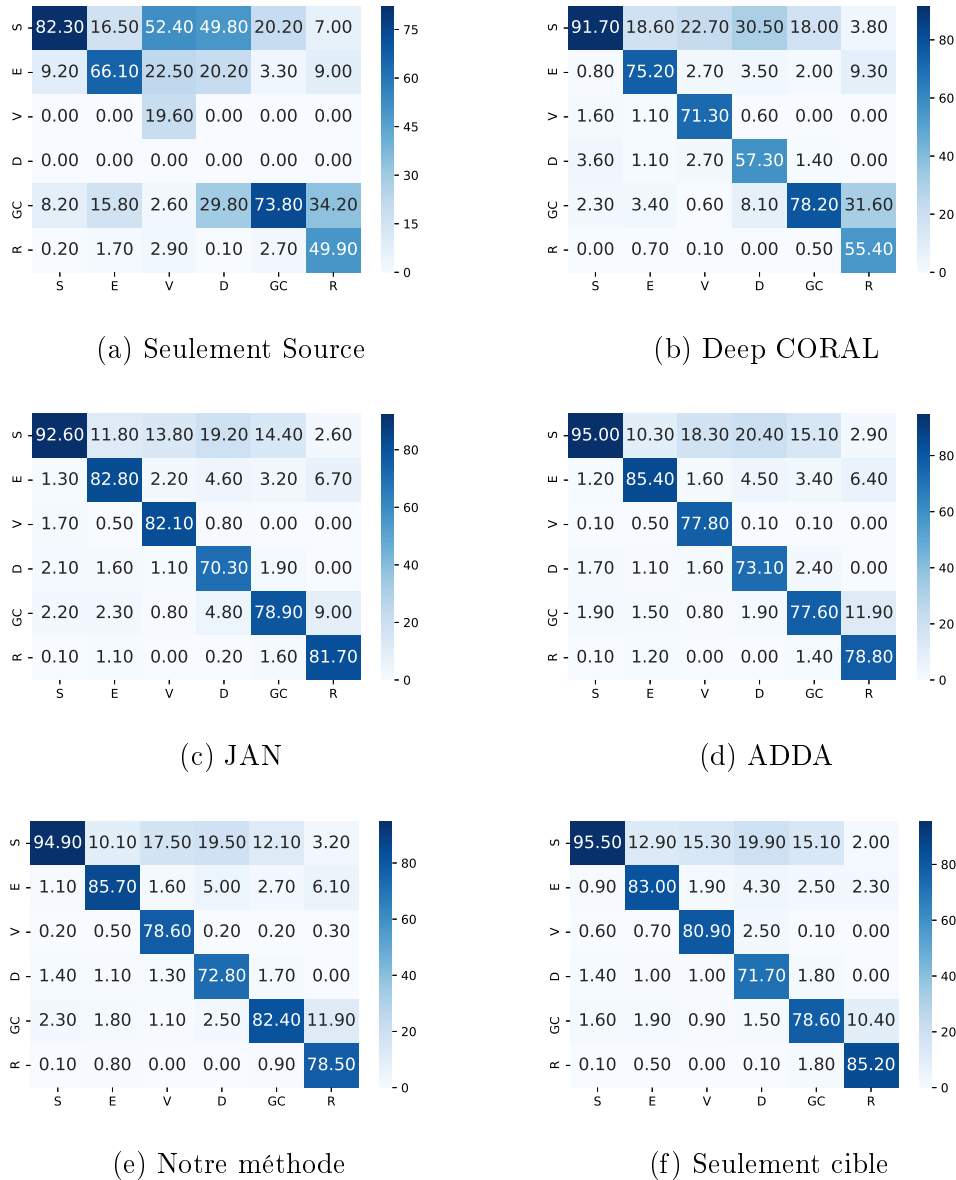 S 82.30 16.50 52.40 49.80 20.20 7.00
E 9.20 66.10 22.50 20.20 3.30 9.00
V 0.00 0.00 19.60 0.00 0.00 0.00
D 0.00 0.00 0.00 0.00 0.00 0.00
GC 8.20 15.80 2.60 29.80 73.80 34.20
R 0.20 1.70 2.90 0.10 2.70 49.90
S E V D GC R
75
60
45
30
15
0
(a) Seulement Source
S 91.70 18.60 22.70 30.50 18.00 3.80
E 0.80 75.20 2.70 3.50 2.00 9.30
V 1.60 1.10 71.30 0.60 0.00 0.00
D 3.60 1.10 2.70 57.30 1.40 0.00
GC 2.30 3.40 0.60 8.10 78.20 31.60
R 0.00 0.70 0.10 0.00 0.50 55.40
S E V D GC R
80
60
40
20
0
(b) Deep CORAL
S 92.60 11.80 13.80 19.20 14.40 2.60
E 1.30 82.80 2.20 4.60 3.20 6.70
V 1.70 0.50 82.10 0.80 0.00 0.00
D 2.10 1.60 1.10 70.30 1.90 0.00
GC 2.20 2.30 0.80 4.80 78.90 9.00
R 0.10 1.10 0.00 0.20 1.60 81.70
S E V D GC R
80
60
40
20
0
(c) JAN
S 95.00 10.30 18.30 20.40 15.10 2.90
E 1.20 85.40 1.60 4.50 3.40 6.40
V 0.10 0.50 77.80 0.10 0.10 0.00
D 1.70 1.10 1.60 73.10 2.40 0.00
GC 1.90 1.50 0.80 1.90 77.60 11.90
R 0.10 1.20 0.00 0.00 1.40 78.80
S E V D GC R
80
60
40
20
0
(d) ADDA
S 94.90 10.10 17.50 19.50 12.10 3.20
E 1.10 85.70 1.60 5.00 2.70 6.10
V 0.20 0.50 78.60 0.20 0.20 0.30
D 1.40 1.10 1.30 72.80 1.70 0.00
GC 2.30 1.80 1.10 2.50 82.40 11.90
R 0.10 0.80 0.00 0.00 0.90 78.50
S E V D GC R
80
60
40
20
0
(e) Notre méthode
S 95.50 12.90 15.30 19.90 15.10 2.00
E 0.90 83.00 1.90 4.30 2.50 2.30
V 0.60 0.70 80.90 2.50 0.10 0.00
D 1.40 1.00 1.00 71.70 1.80 0.00
GC 1.60 1.90 0.90 1.50 78.60 10.40
R 0.10 0.50 0.00 0.10 1.80 85.20
S E V D GC R
80
60
40
20
0
(f) Seulement cible